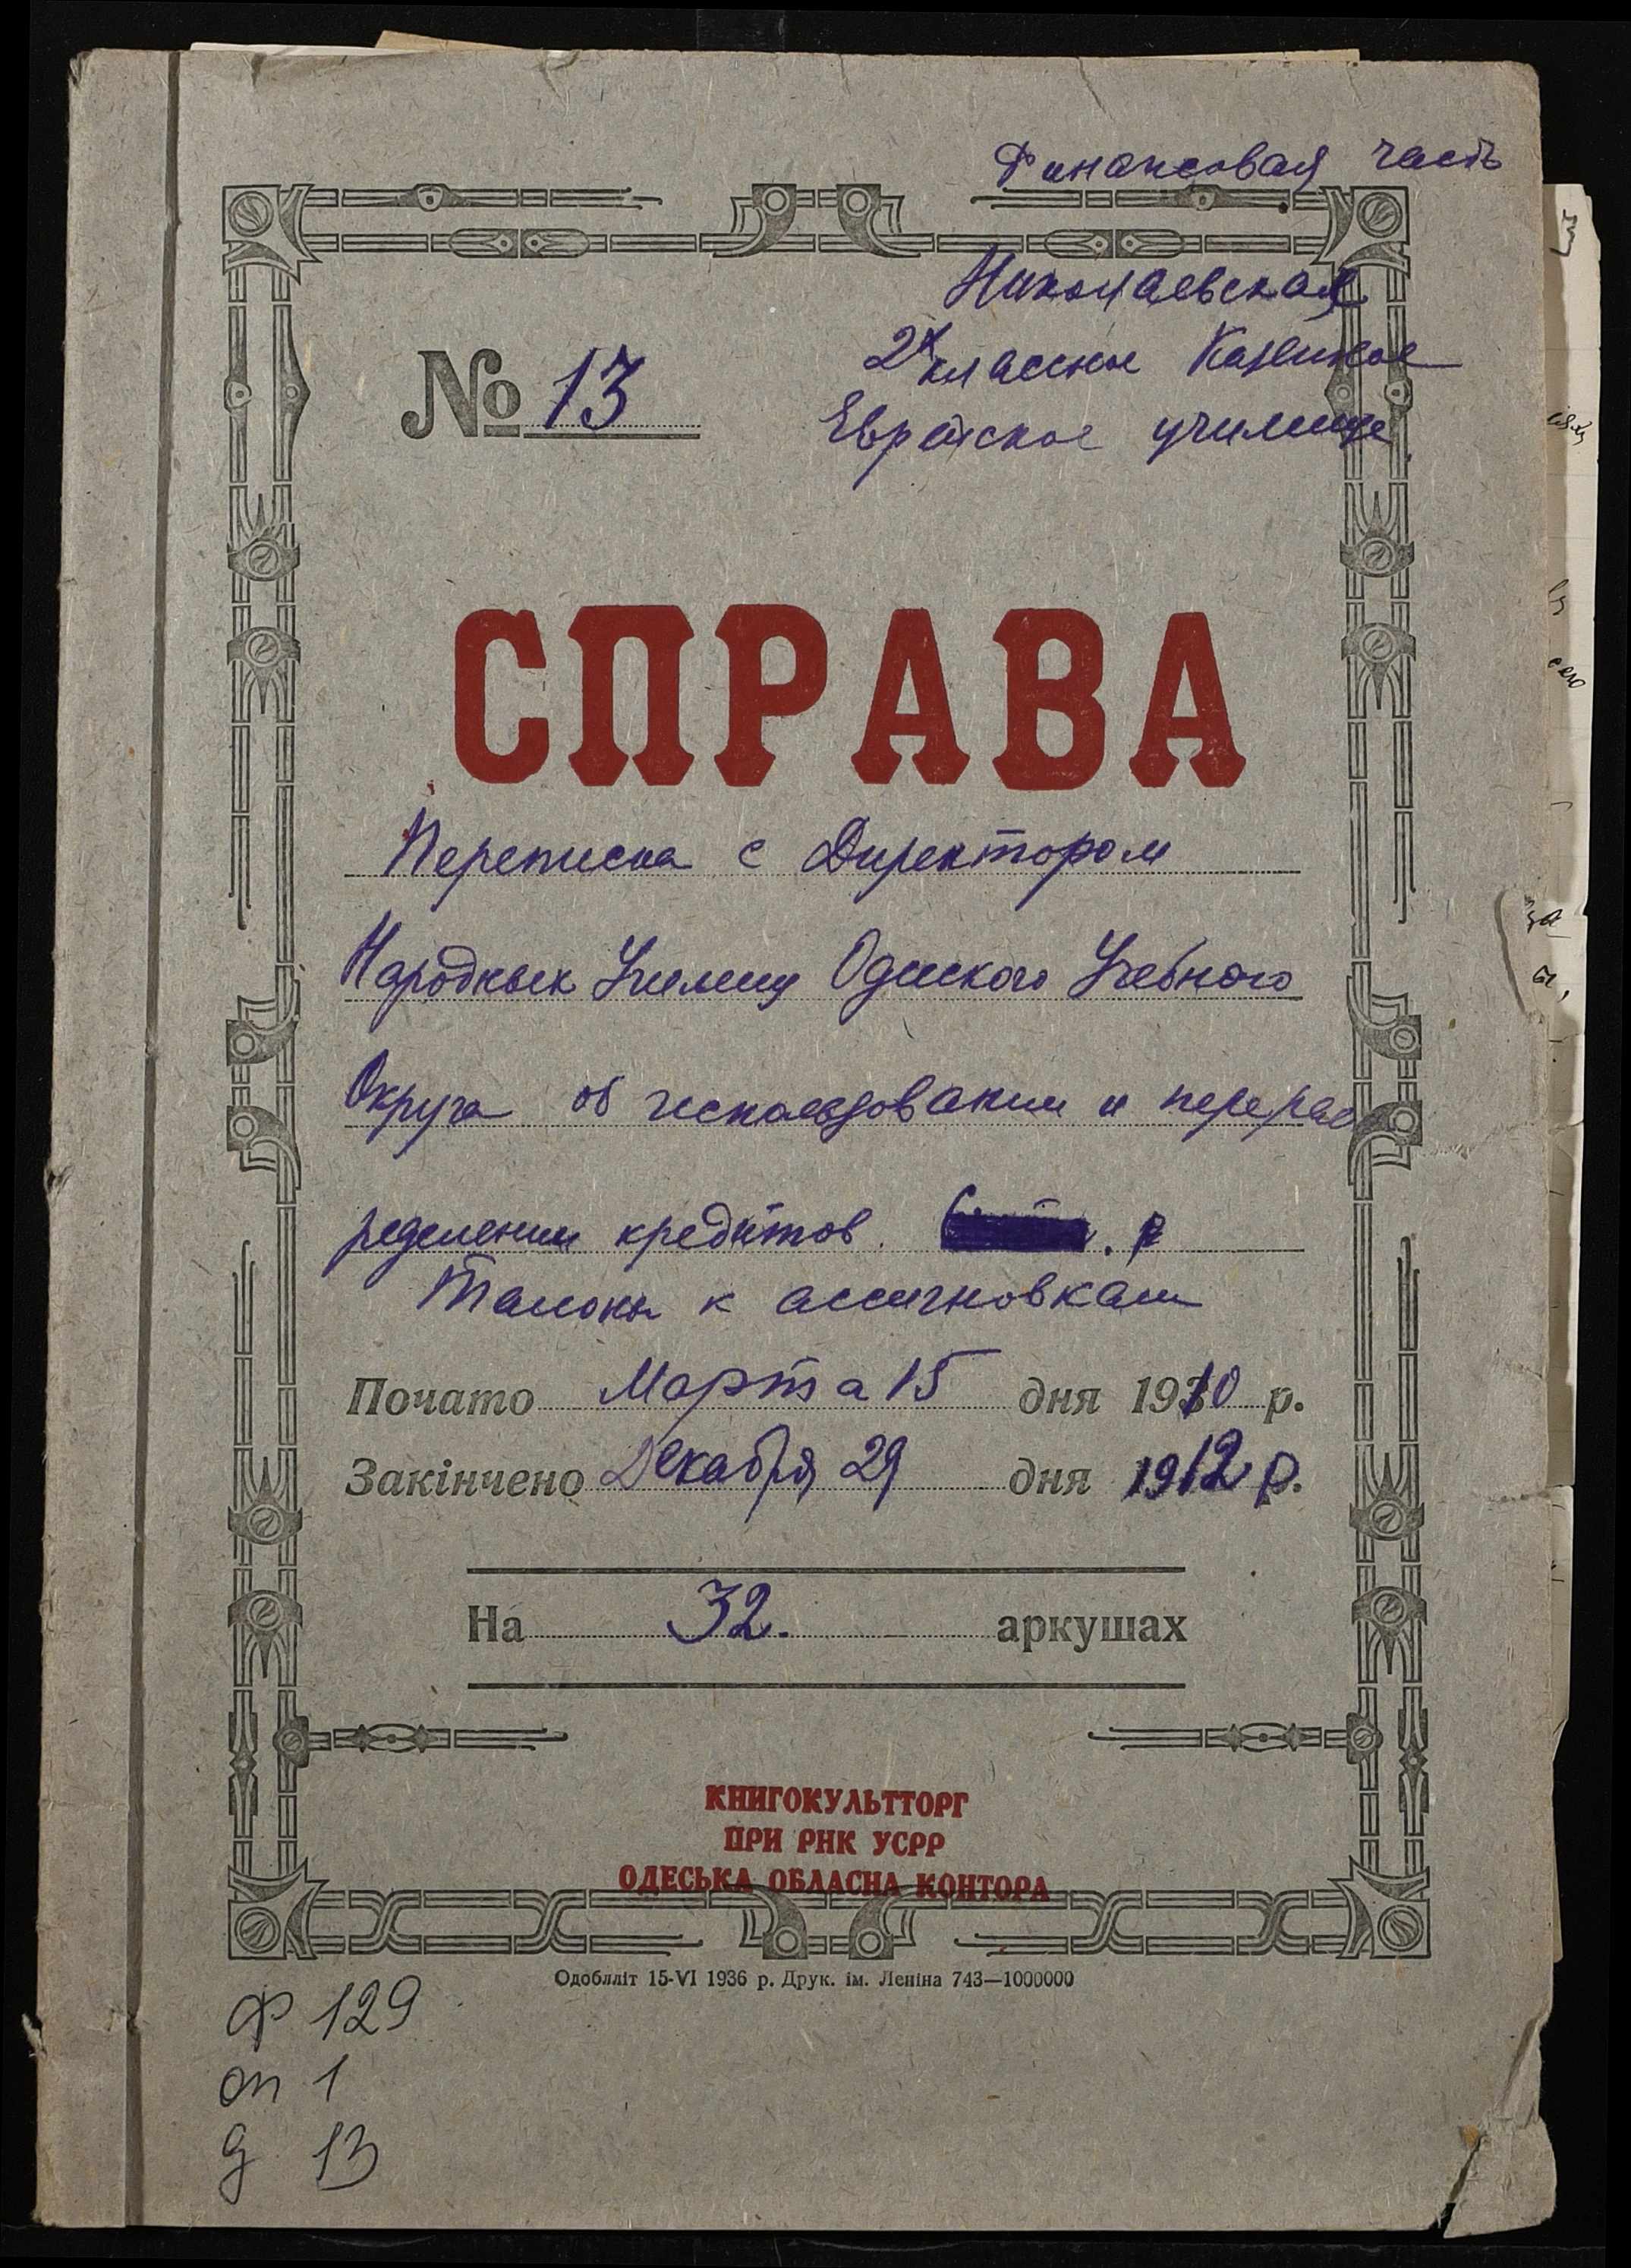 Финансовая часть
Николаевская
2х классное Казенное
Еврейское училище
№ 13
СПРАВА
Переписка с Директором
Народных Училищ Одесского Учебного
Округа об использовании и перерас
ределении кредитов.
Талоны к ассигновкам
Почато Марта 15 дня 1910 р.
Закінчено Декабря 29 дня 1912 р.
На 32. аркушах
КНИГОКУЛЬТТОРГ
ПРИ РНК УСРР
ОДЕСЬКА ОБЛАСНА КОНТОРА
Одобліт 15-VI 1936 р. Друк. ім. Леніна 743—1000000
Ф 129
оп 1
д 13